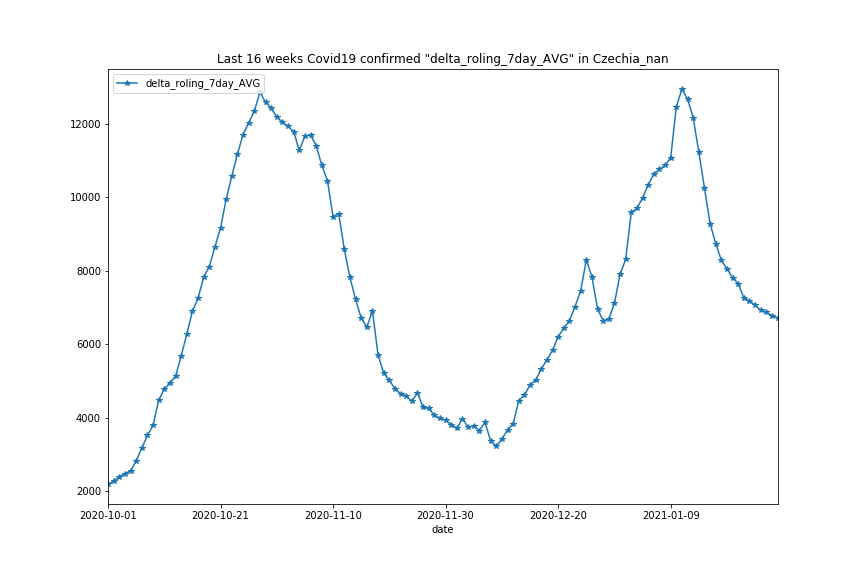 Last 16 weeks Covid19 confirmed "delta_roling_7day_AVG" in Czechia_nan
delta_roling_7day_AVG
12000
10000
8000
6000
4000
2000
2020-10-01 2020-10-21 2020-11-10 2020-11-30 2020-12-20 2021-01-09
date